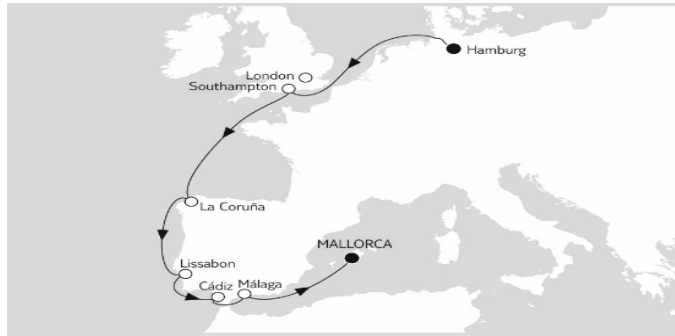 Hamburg
London
Southampton
La Coruña
MALLORCA
Lissabon
Cádiz
Málaga